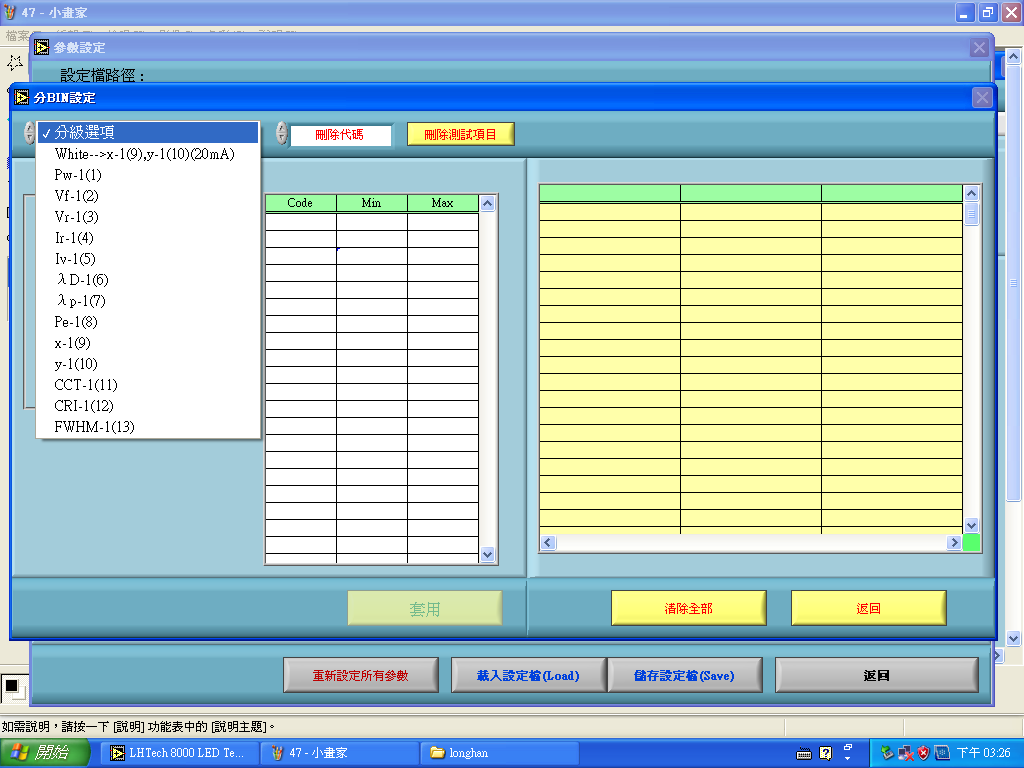 47 - 小畫家
參數設定
設定檔路徑：
分BIN設定
✓分級選項
White-->x-1(9),y-1(10)(20mA)
Pw-1(1)
Vf-1(2)
Vr-1(3)
Ir-1(4)
Iv-1(5)
λD-1(6)
λp-1(7)
Pe-1(8)
x-1(9)
y-1(10)
CCT-1(11)
CRI-1(12)
FWHM-1(13)
刪除代碼
刪除測試項目
Code Min Max
套用
清除全部
返回
重新設定所有參數
載入設定檔(Load)
儲存設定檔(Save)
返回
如需說明，請按一下 [說明] 功能表中的 [說明主題]。
開始
LHTech 8000 LED Te...
47 - 小畫家
longhan
下午 03:26